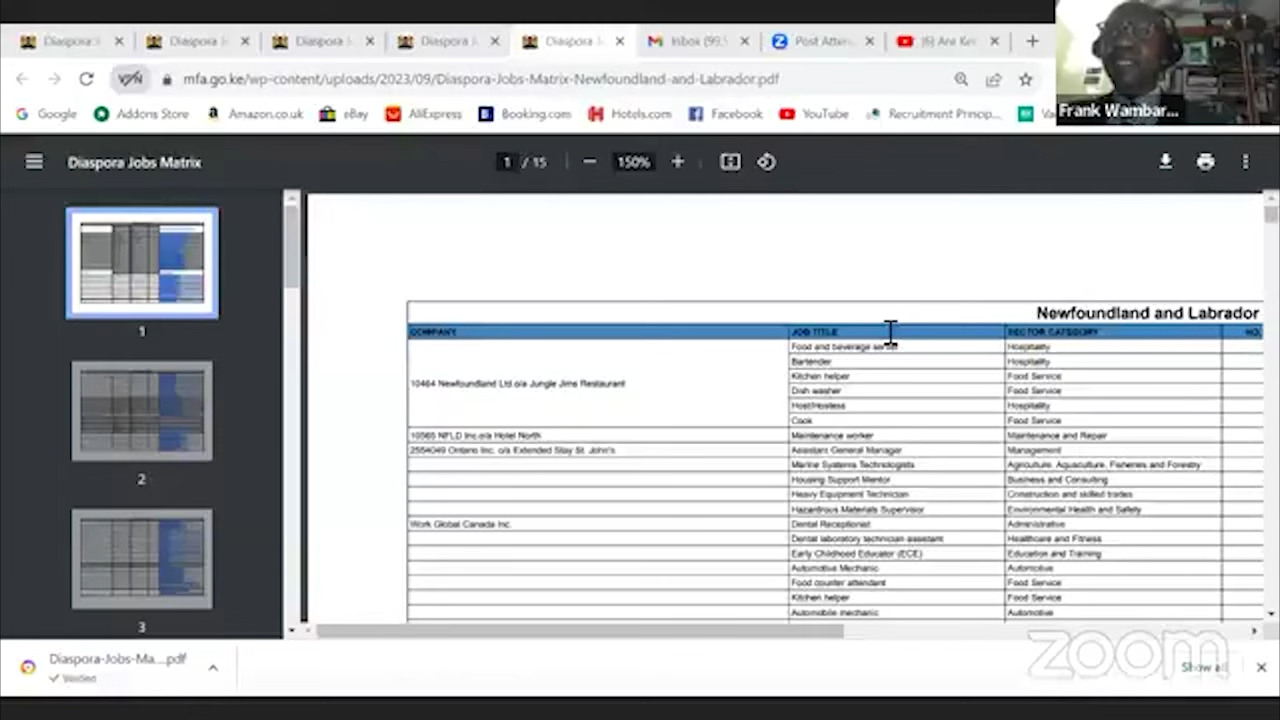 Diaspora J
Diaspora J
Diaspora J
Diaspora J
Diaspora J
Inbox (99,
Post Atten
(6) Are Ke
mfa.go.ke/wp-content/uploads/2023/09/Diaspora-Jobs-Matrix-Newfoundland-and-Labrador.pdf
Google
Addons Store
Amazon.co.uk
eBay
AliExpress
Booking.com
Hotels.com
Facebook
YouTube
Recruitment Princip...
Frank Wambar...
Diaspora Jobs Matrix
1 / 15
150%
1
2
3
Newfoundland and Labrador
COMPANY JOB TITLE SECTOR CATEGORY NO.
Food and beverage server Hospitality
Bartender Hospitality
Kitchen helper Food Service
10464 Newfoundland Ltd.o/a Jungle Jims Restaurant
Dish washer Food Service
Host/Hostess Hospitality
Cook Food Service
10565 NFLD Inc.o/a Hotel North Maintenance worker Maintenance and Repair
2554049 Ontario Inc. o/a Extended Stay St. John's Assistant General Manager Management
Marine Systems Technologists Agriculture, Aquaculture, Fisheries and Forestry
Housing Support Mentor Business and Consulting
Heavy Equipment Technician Construction and skilled trades
Hazardous Materials Supervisor Environmental Health and Safety
Work Global Canada Inc. Dental Receptionist Administrative
Dental laboratory technician assistant Healthcare and Fitness
Early Childhood Educator (ECE) Education and Training
Automotive Mechanic Automotive
Food counter attendant Food Service
Kitchen helper Food Service
Automobile mechanic Automotive
Diaspora-Jobs-Ma....pdf
Verified
zoom
Show all